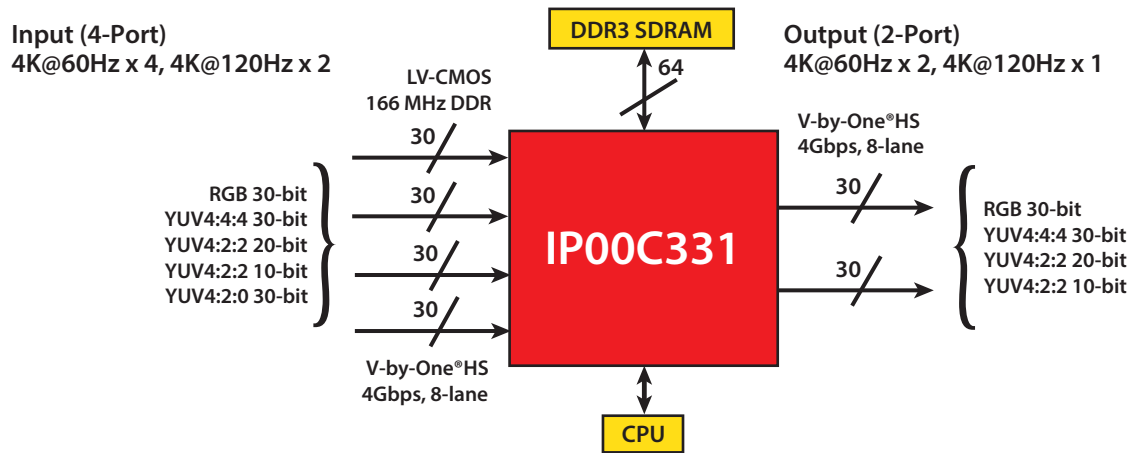 Input (4-Port)
4K@60Hz x 4, 4K@120Hz x 2
DDR3 SDRAM
64
Output (2-Port)
4K@60Hz x 2, 4K@120Hz x 1
LV-CMOS
166 MHz DDR
30
30
30
30
RGB 30-bit
YUV4:4:4 30-bit
YUV4:2:2 20-bit
YUV4:2:2 10-bit
YUV4:2:0 30-bit
V-by-One®HS
4Gbps, 8-lane
IP00C331
V-by-One®HS
4Gbps, 8-lane
30
30
RGB 30-bit
YUV4:4:4 30-bit
YUV4:2:2 20-bit
YUV4:2:2 10-bit
CPU